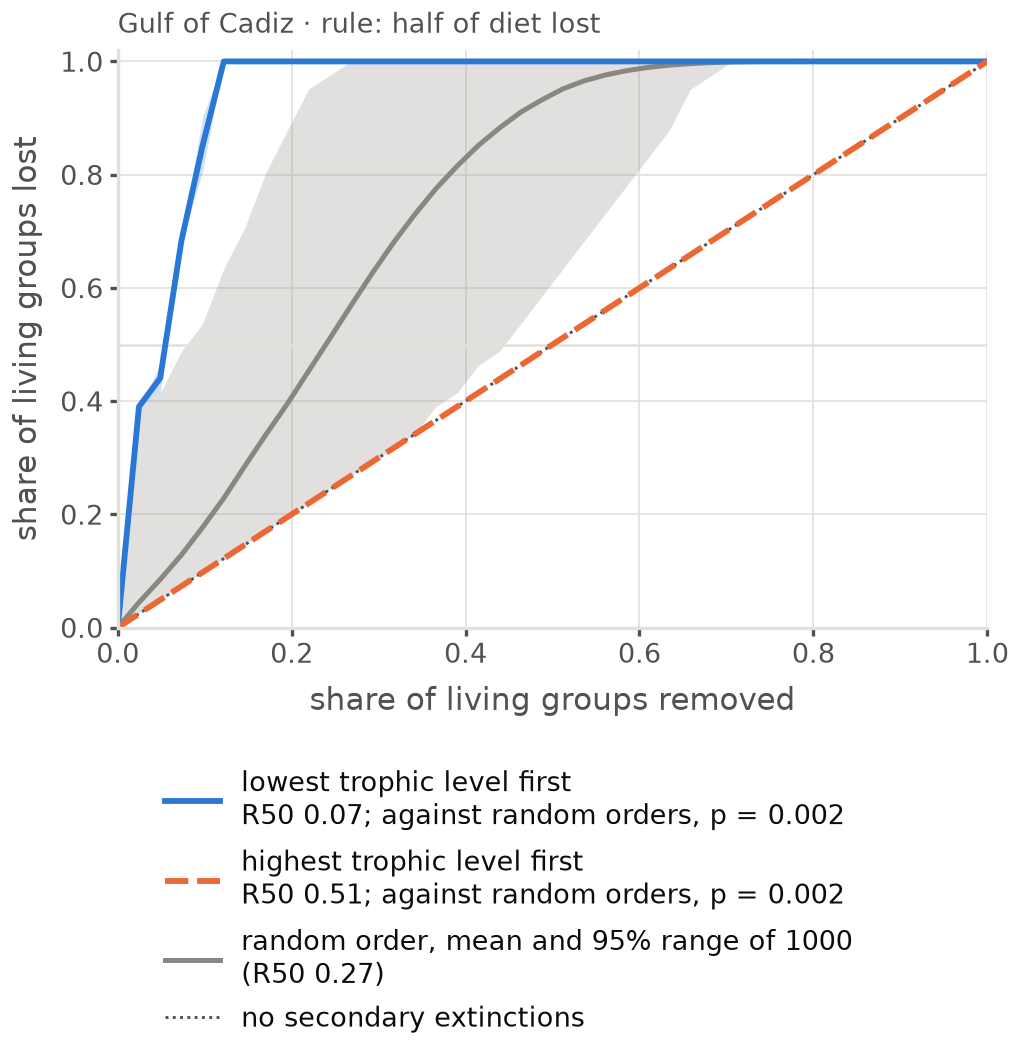 Gulf of Cadiz · rule: half of diet lost
share of living groups lost
1.0
0.8
0.6
0.4
0.2
0.0
0.0 0.2 0.4 0.6 0.8 1.0
share of living groups removed
lowest trophic level first
R50 0.07; against random orders, p = 0.002
highest trophic level first
R50 0.51; against random orders, p = 0.002
random order, mean and 95% range of 1000
(R50 0.27)
no secondary extinctions